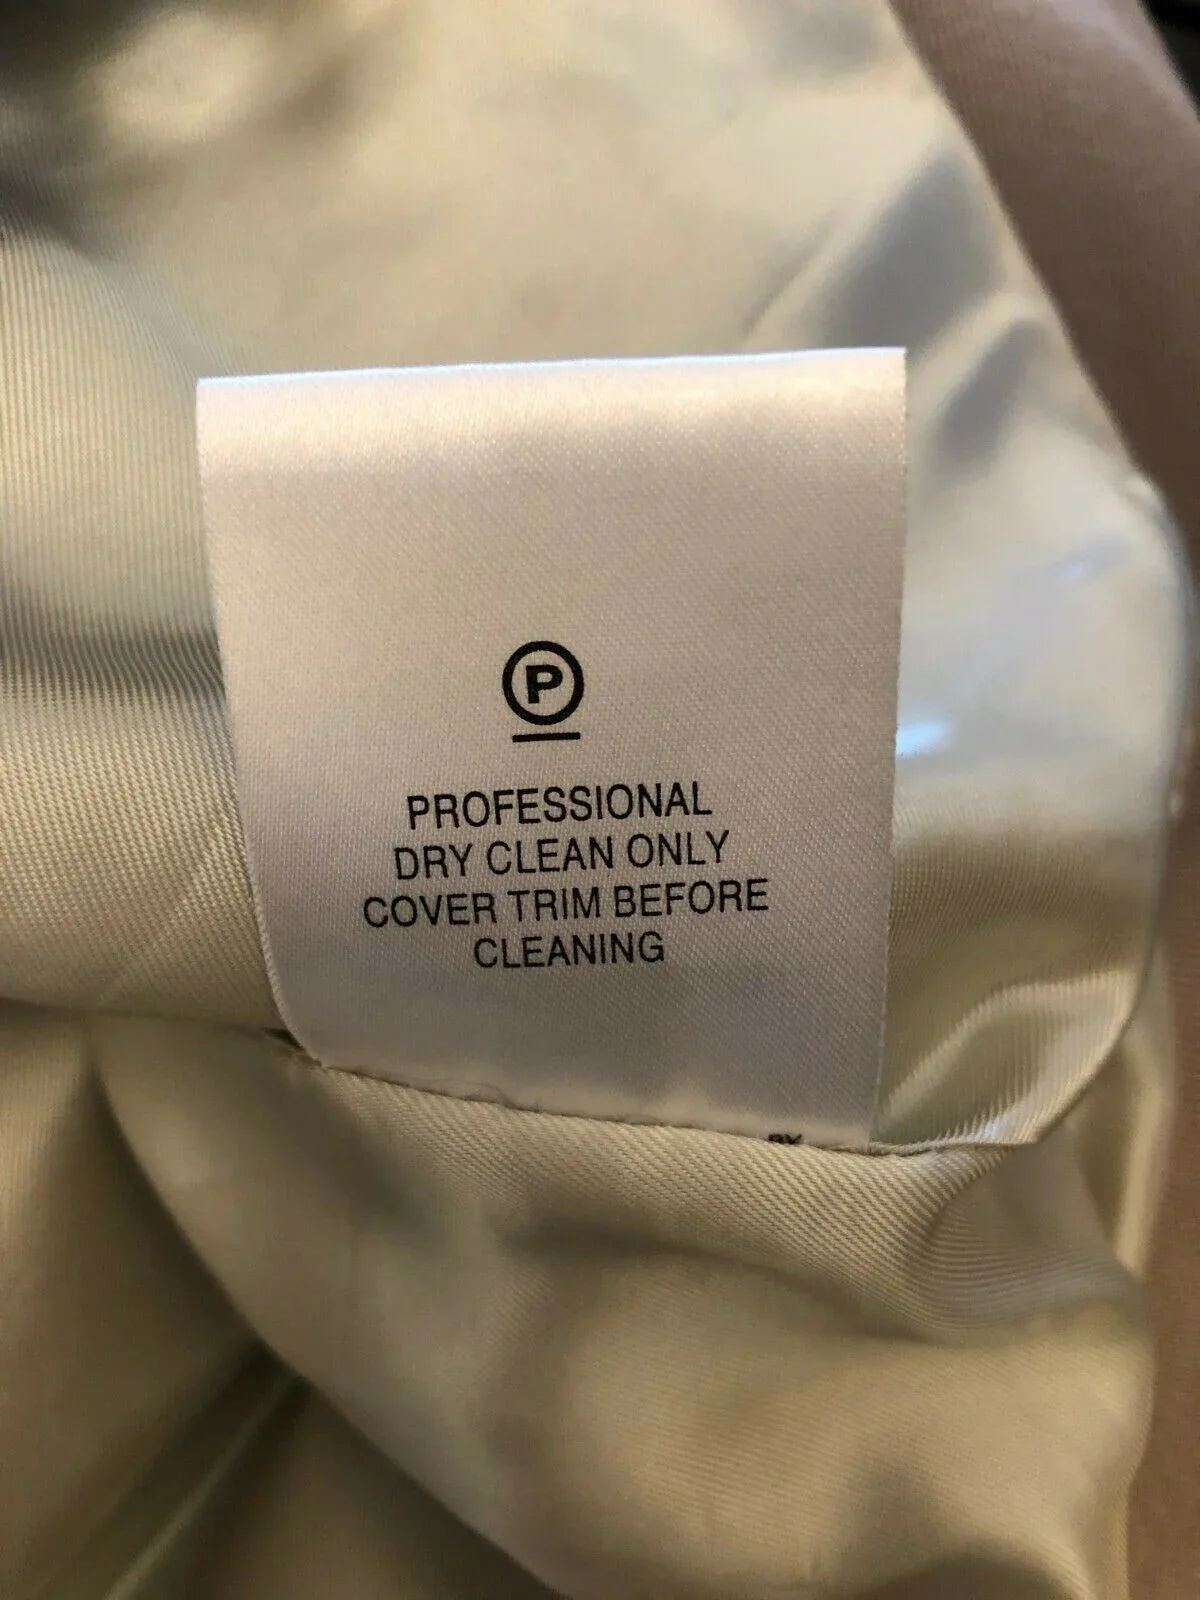 P
PROFESSIONAL
DRY CLEAN ONLY
COVER TRIM BEFORE
CLEANING